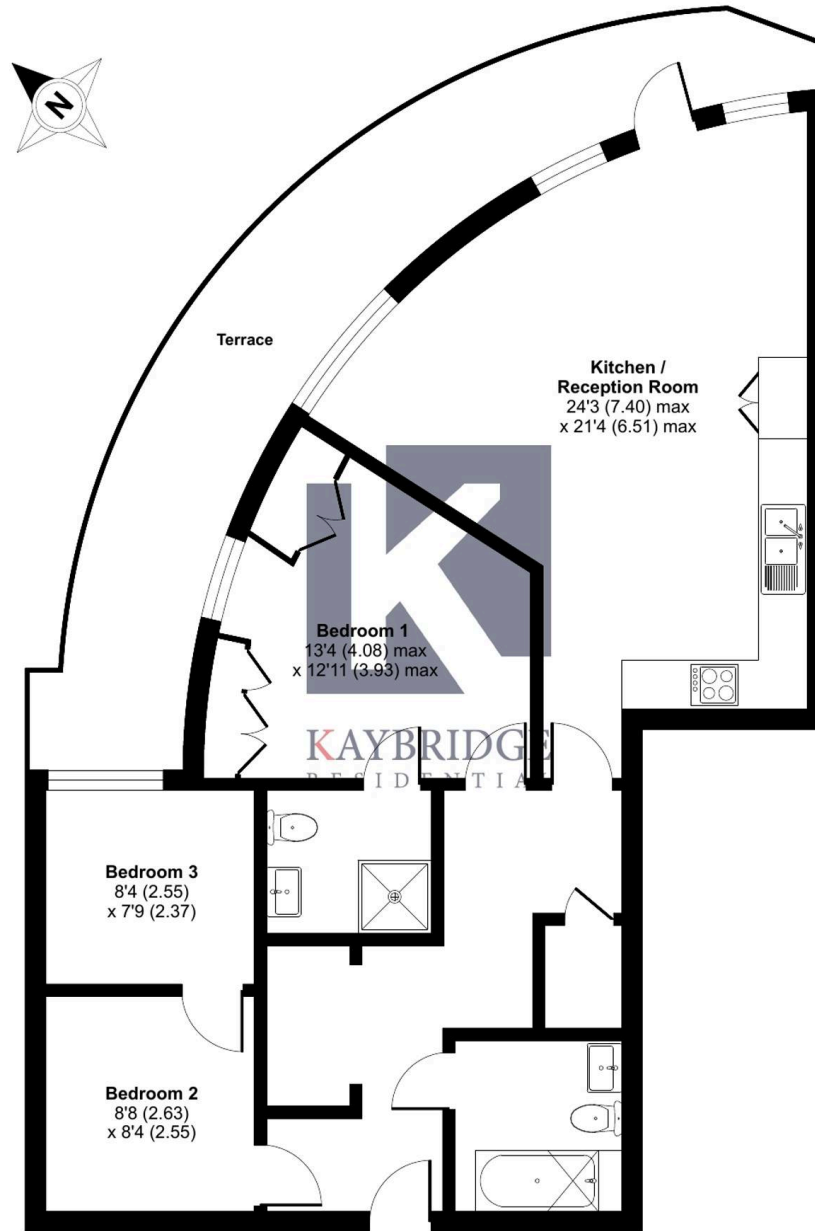 N
Terrace
Kitchen /
Reception Room
24'3 (7.40) max
x 21'4 (6.51) max
Bedroom 1
13'4 (4.08) max
x 12'11 (3.93) max
KAYBRIDGE
RESIDENTIAL
Bedroom 3
8'4 (2.55)
x 7'9 (2.37)
Bedroom 2
8'8 (2.63)
x 8'4 (2.55)